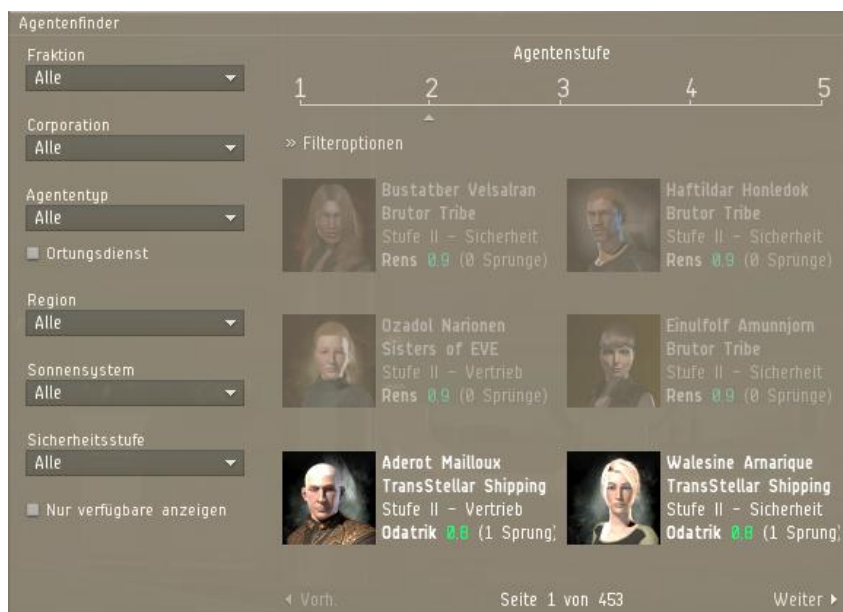 Agentenfinder
Fraktion
Alle
Corporation
Alle
Agententyp
Alle
Ortungsdienst
Region
Alle
Sonnensystem
Alle
Sicherheitsstufe
Alle
Nur verfügbare anzeigen
Agentenstufe
1 2 3 4 5
» Filteroptionen
Bustatber Velsalran
Brutor Tribe
Stufe II - Sicherheit
Rens 0.9 (0 Sprünge)
Haftildar Honledok
Brutor Tribe
Stufe II - Sicherheit
Rens 0.9 (0 Sprünge)
Ozadol Narionen
Sisters of EVE
Stufe II - Vertrieb
Rens 0.9 (0 Sprünge)
Einulfolf Amunnjorn
Brutor Tribe
Stufe II - Sicherheit
Rens 0.9 (0 Sprünge)
Aderot Mailloux
TransStellar Shipping
Stufe II - Vertrieb
Odatrik 0.8 (1 Sprung)
Walesine Arnarique
TransStellar Shipping
Stufe II - Sicherheit
Odatrik 0.8 (1 Sprung)
Vorh.
Seite 1 von 453
Weiter